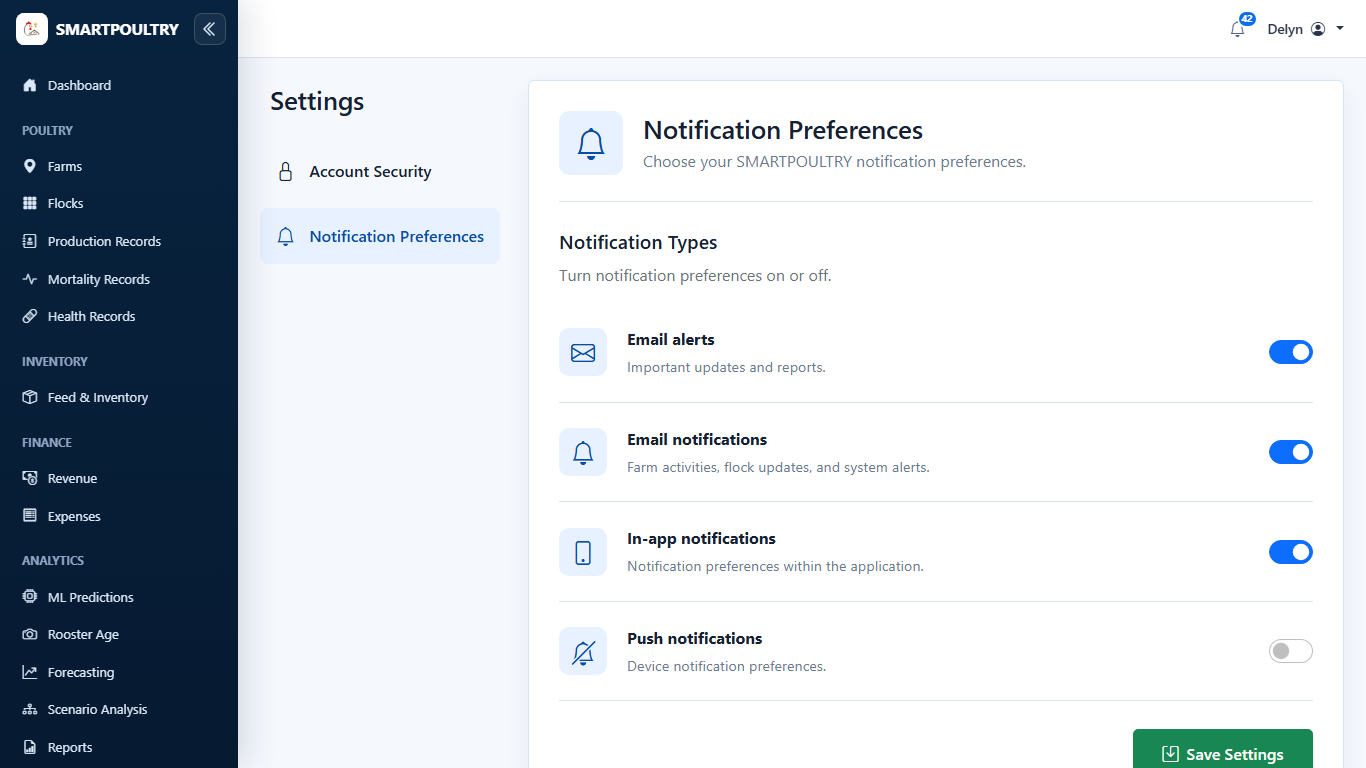 SMARTPOULTRY
42
Delyn
Dashboard
POULTRY
Farms
Flocks
Production Records
Mortality Records
Health Records
INVENTORY
Feed & Inventory
FINANCE
Revenue
Expenses
ANALYTICS
ML Predictions
Rooster Age
Forecasting
Scenario Analysis
Reports
Settings
Account Security
Notification Preferences
Notification Preferences
Choose your SMARTPOULTRY notification preferences.
Notification Types
Turn notification preferences on or off.
Email alerts
Important updates and reports.
Email notifications
Farm activities, flock updates, and system alerts.
In-app notifications
Notification preferences within the application.
Push notifications
Device notification preferences.
Save Settings